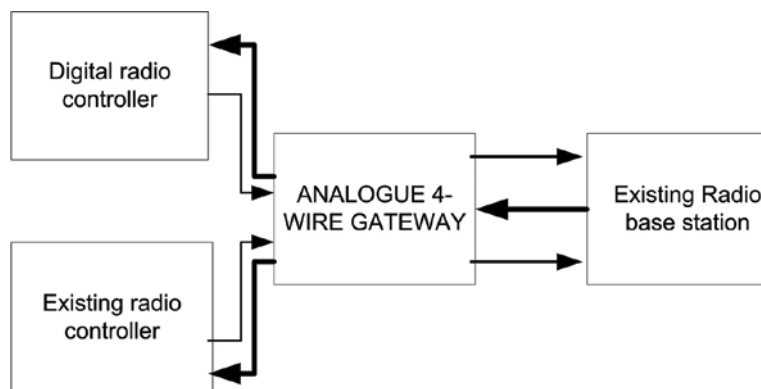 Digital radio
controller
ANALOGUE 4-
WIRE GATEWAY
Existing Radio
base station
Existing radio
controller